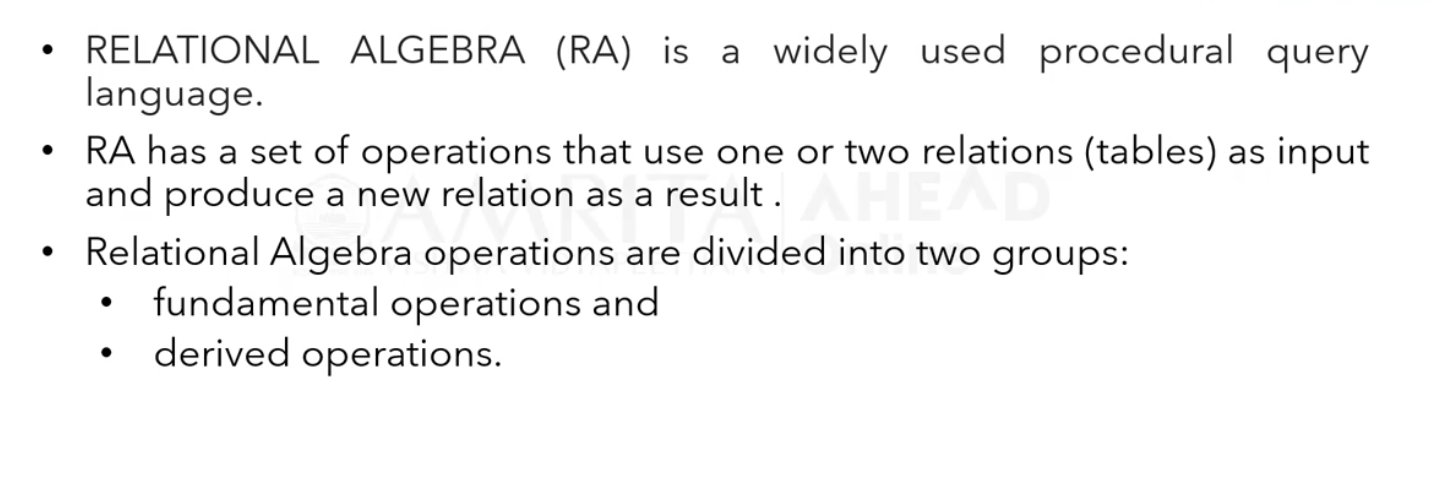 • RELATIONAL ALGEBRA (RA) is a widely used procedural query
language.
• RA has a set of operations that use one or two relations (tables) as input
and produce a new relation as a result .
AMRITA AHEAD
Online
• Relational Algebra operations are divided into two groups:
• fundamental operations and
• derived operations.